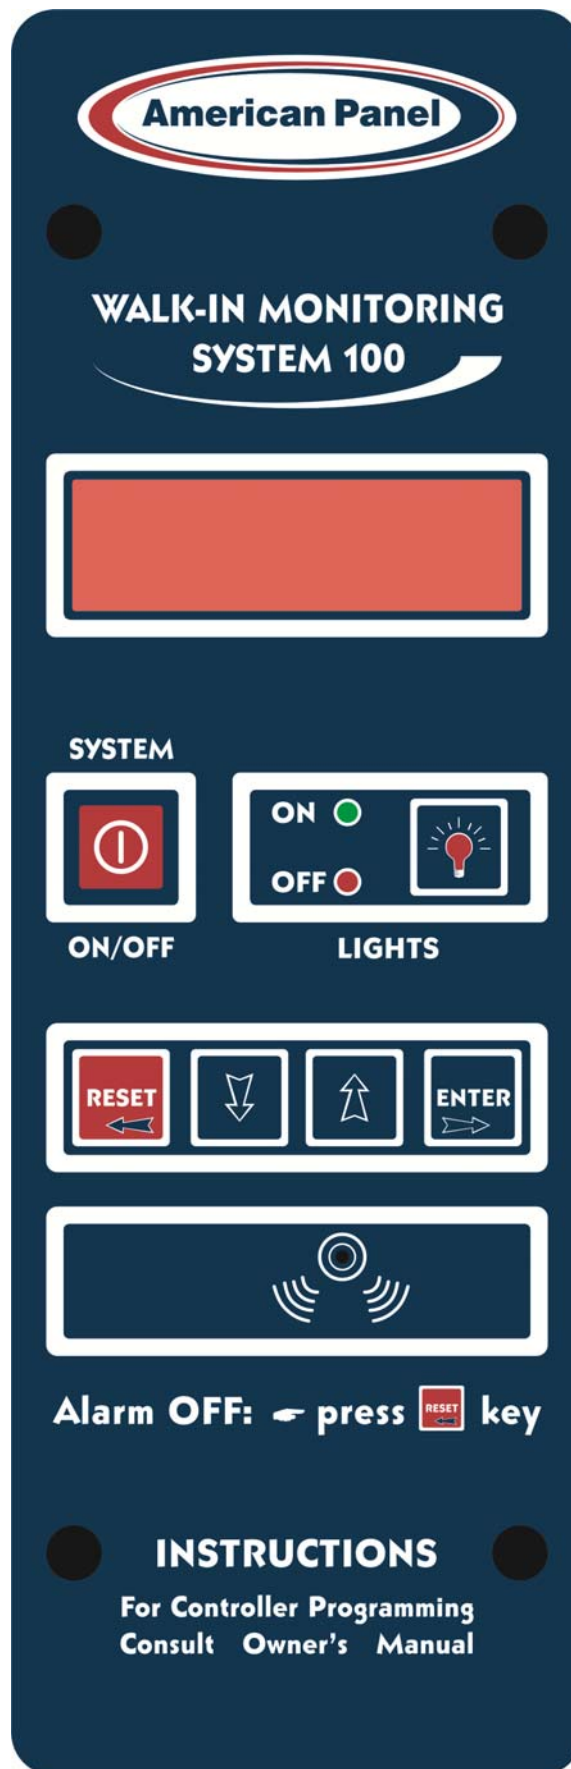 American Panel
WALK-IN MONITORING
SYSTEM 100
SYSTEM
ON
OFF
ON/OFF
LIGHTS
RESET
ENTER
Alarm OFF: press RESET key
INSTRUCTIONS
For Controller Programming
Consult Owner's Manual